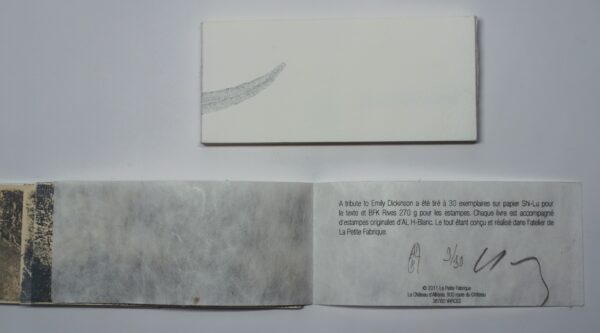 A tribute to Emily Dickinson a été tiré à 30 exemplaires sur papier Shi-Lu pour
le texte et BFK Rives 270 g pour les estampes. Chaque livre est accompagné
d'estampes originales d'AL H-Blanc. Le tout étant conçu et réalisé dans l'atelier de
La Petite Fabrique.
9/30
© 2011 La Petite Fabrique